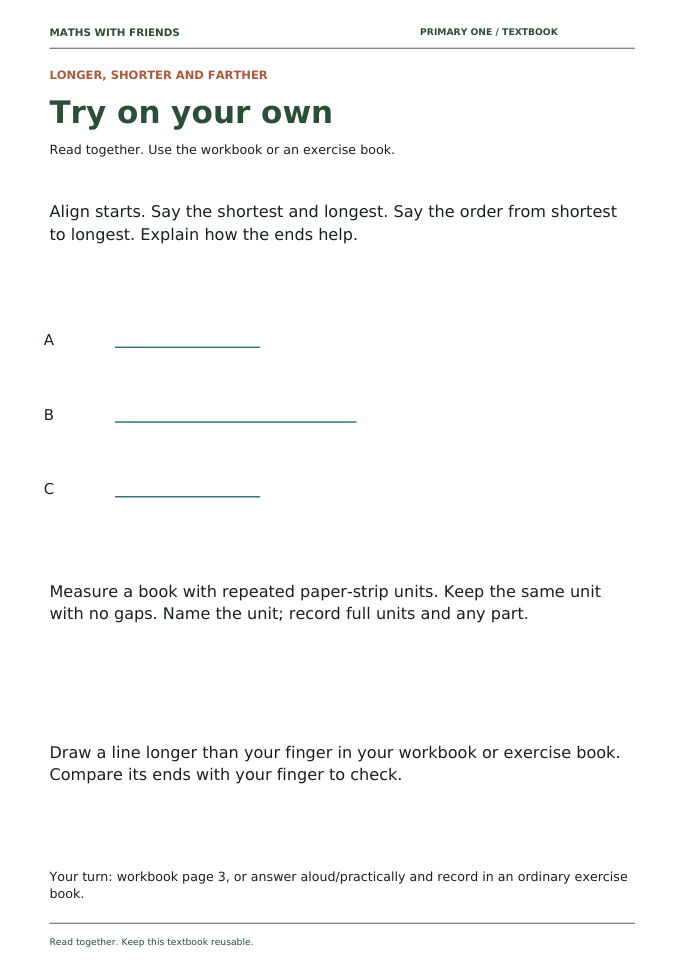 MATHS WITH FRIENDS
PRIMARY ONE / TEXTBOOK
LONGER, SHORTER AND FARTHER
Try on your own
Read together. Use the workbook or an exercise book.
Align starts. Say the shortest and longest. Say the order from shortest
to longest. Explain how the ends help.
A
B
C
Measure a book with repeated paper-strip units. Keep the same unit
with no gaps. Name the unit; record full units and any part.
Draw a line longer than your finger in your workbook or exercise book.
Compare its ends with your finger to check.
Your turn: workbook page 3, or answer aloud/practically and record in an ordinary exercise
book.
Read together. Keep this textbook reusable.